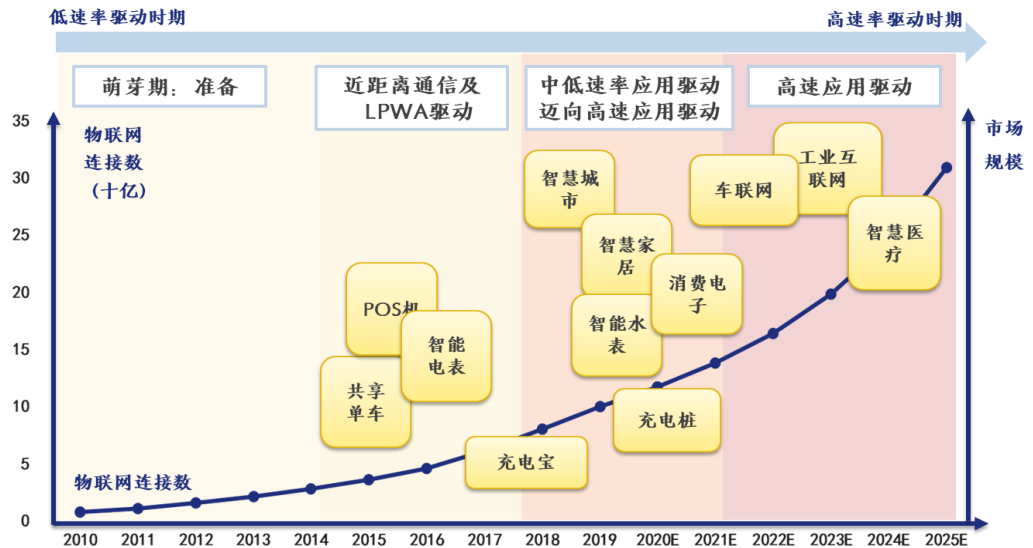 低速率驱动时期
高速率驱动时期
萌芽期：准备
近距离通信及
LPWA驱动
中低速率应用驱动
迈向高速应用驱动
高速应用驱动
35
30
25
20
15
10
5
0
物联网
连接数
(十亿)
市场
规模
智慧城
市
车联网
工业互
联网
智慧家
居
智慧医
疗
消费电
子
POS机
智能
电表
智能水
表
共享
单车
充电桩
充电宝
物联网连接数
2010
2011
2012
2013
2014
2015
2016
2017
2018
2019
2020E
2021E
2022E
2023E
2024E
2025E